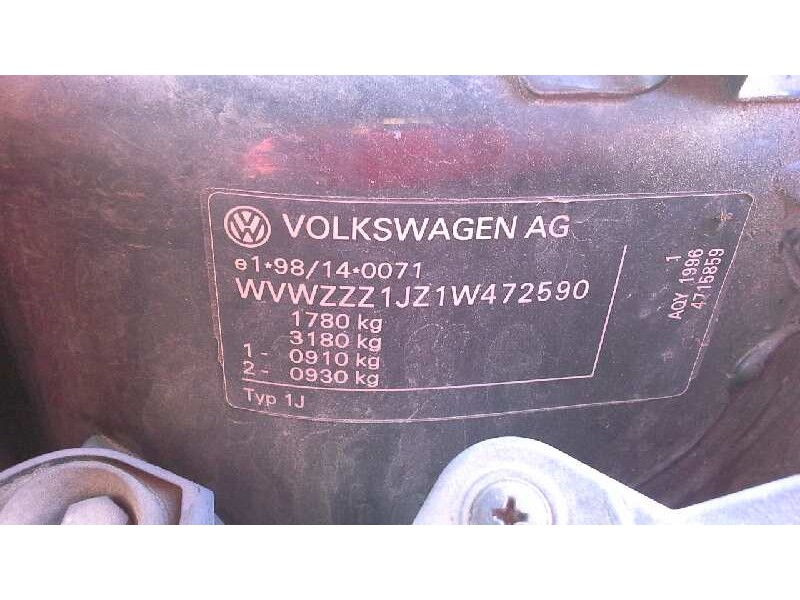 VOLKSWAGEN AG
e1*98/14*0071
WVWZZZ1JZ1W472590
1780 kg
3180 kg
1 - 0910 kg
2 - 0930 kg
Typ 1J
1
AQY 1996
4715859